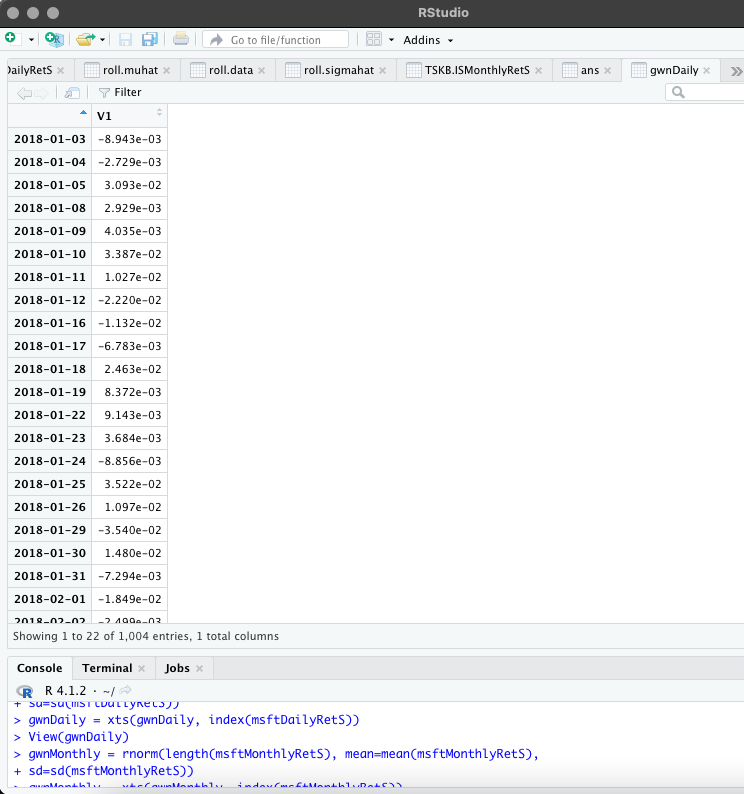 RStudio
Go to file/function
Addins
DailyRetS
roll.muhat
roll.data
roll.sigmahat
TSKB.ISMonthlyRetS
ans
gwnDaily
Filter
V1
2018-01-03 -8.943e-03
2018-01-04 -2.729e-03
2018-01-05 3.093e-02
2018-01-08 2.929e-03
2018-01-09 4.035e-03
2018-01-10 3.387e-02
2018-01-11 1.027e-02
2018-01-12 -2.220e-02
2018-01-16 -1.132e-02
2018-01-17 -6.783e-03
2018-01-18 2.463e-02
2018-01-19 8.372e-03
2018-01-22 9.143e-03
2018-01-23 3.684e-03
2018-01-24 -8.856e-03
2018-01-25 3.522e-02
2018-01-26 1.097e-02
2018-01-29 -3.540e-02
2018-01-30 1.480e-02
2018-01-31 -7.294e-03
2018-02-01 -1.849e-02
2018-02-02 -2.499e-03
Showing 1 to 22 of 1,004 entries, 1 total columns
Console Terminal Jobs
R 4.1.2 · ~/
+ sd=sd(msftDailyRetS))
> gwnDaily = xts(gwnDaily, index(msftDailyRetS))
> View(gwnDaily)
> gwnMonthly = rnorm(length(msftMonthlyRetS), mean=mean(msftMonthlyRetS),
+ sd=sd(msftMonthlyRetS))
> gwnMonthly = xts(gwnMonthly, index(msftMonthlyRetS))